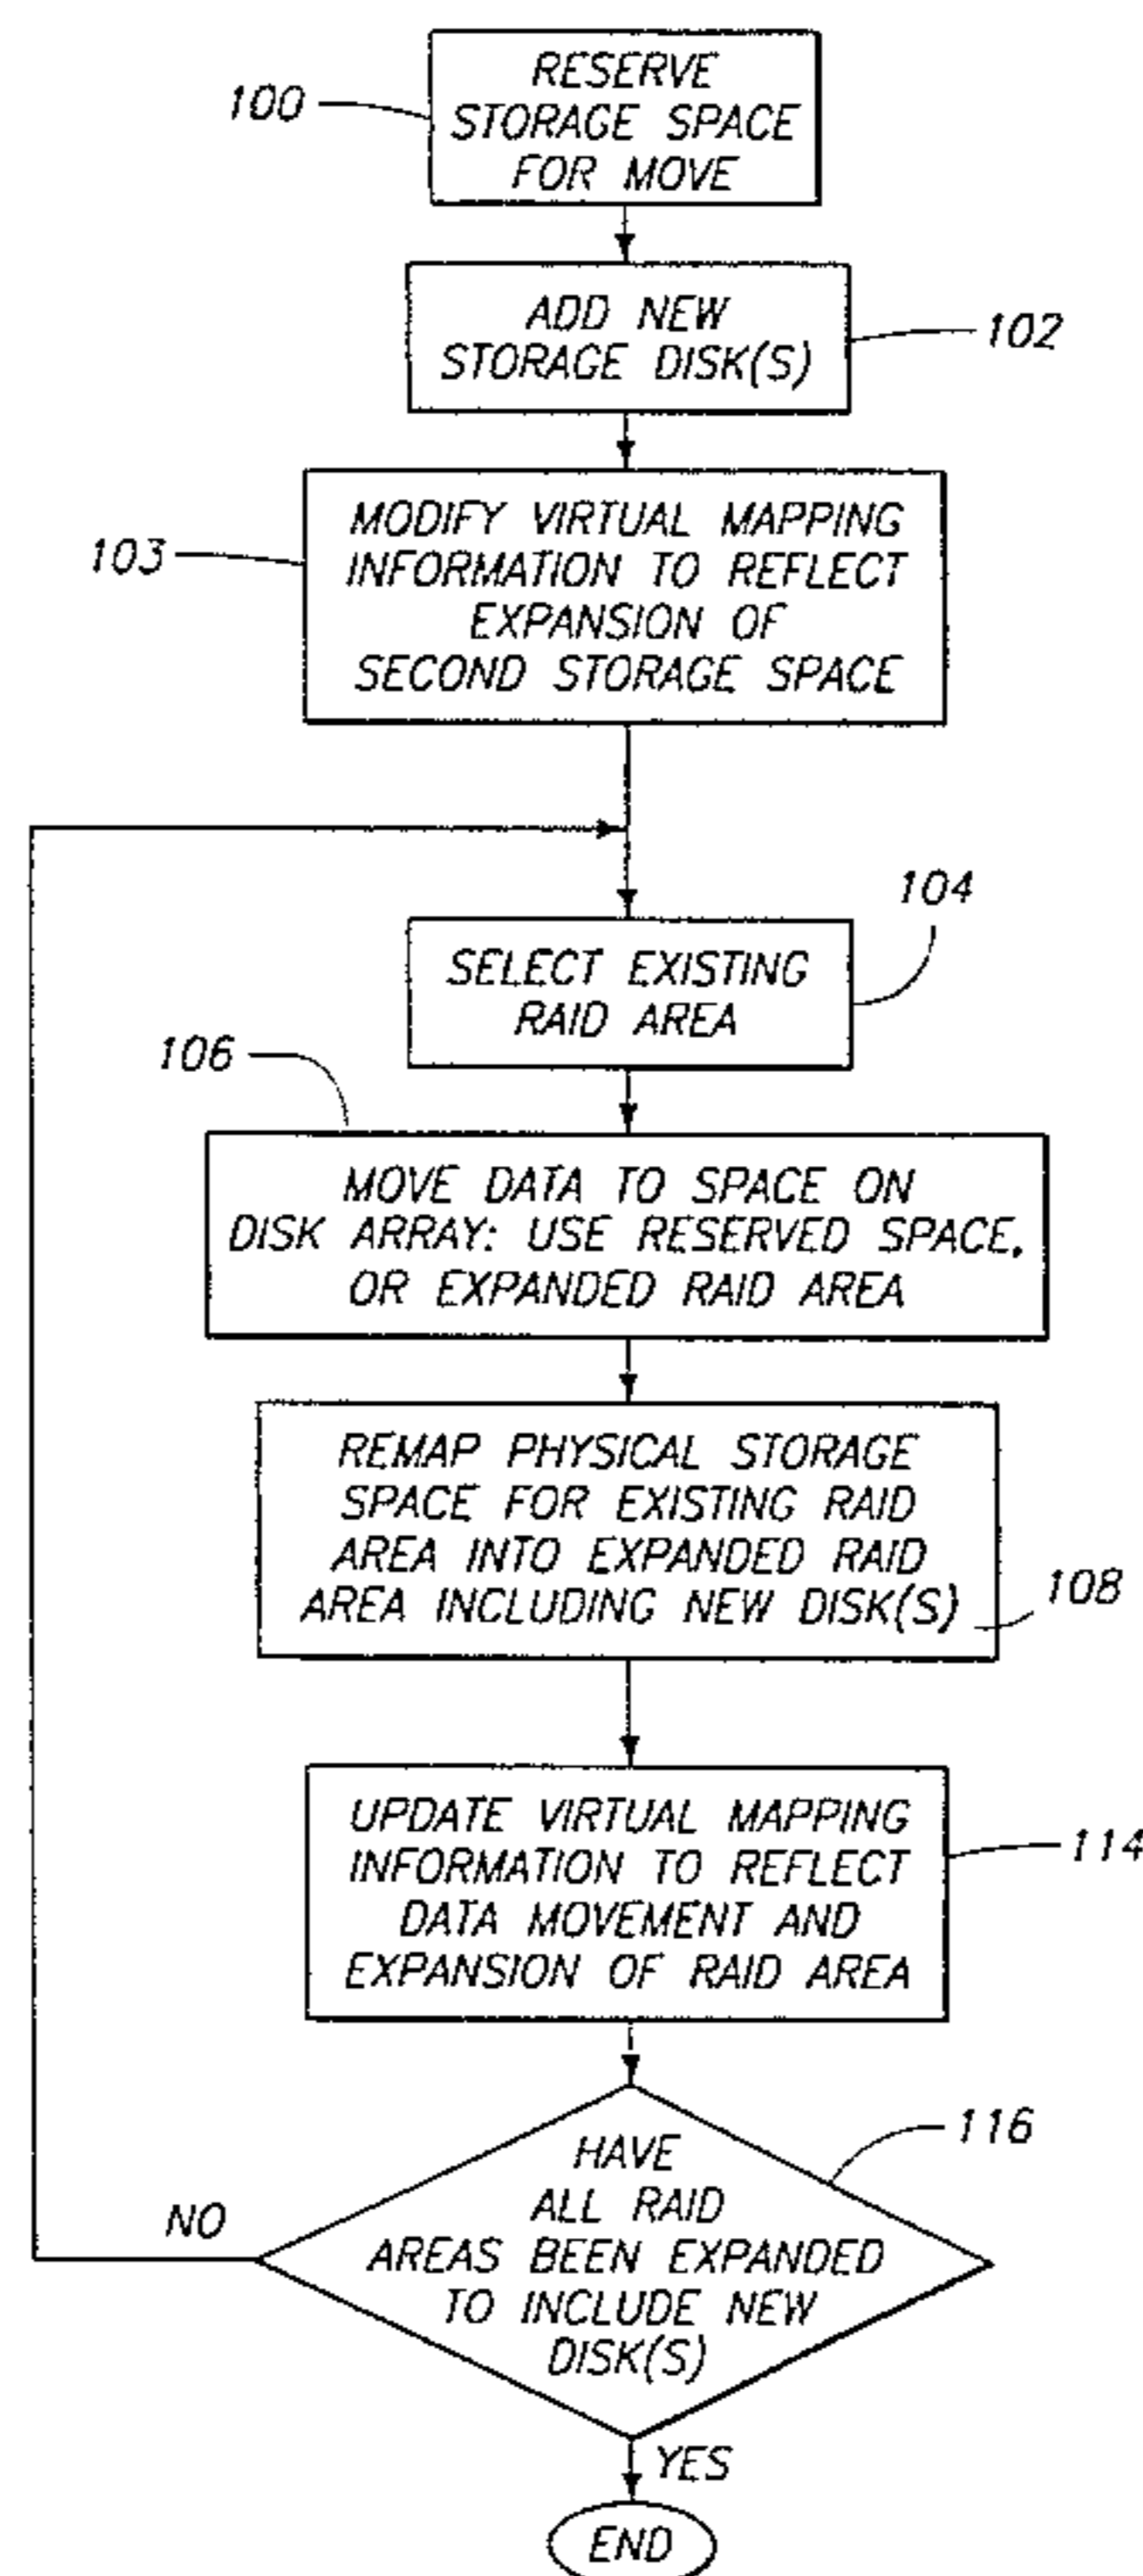 100
RESERVE
STORAGE SPACE
FOR MOVE
ADD NEW
STORAGE DISK(S)
102
103
MODIFY VIRTUAL MAPPING
INFORMATION TO REFLECT
EXPANSION OF
SECOND STORAGE SPACE
104
SELECT EXISTING
RAID AREA
106
MOVE DATA TO SPACE ON
DISK ARRAY: USE RESERVED SPACE,
OR EXPANDED RAID AREA
REMAP PHYSICAL STORAGE
SPACE FOR EXISTING RAID
AREA INTO EXPANDED RAID
AREA INCLUDING NEW DISK(S)
108
UPDATE VIRTUAL MAPPING
INFORMATION TO REFLECT
DATA MOVEMENT AND
EXPANSION OF RAID AREA
114
116
HAVE
ALL RAID
AREAS BEEN EXPANDED
TO INCLUDE NEW
DISK(S)
NO
YES
END